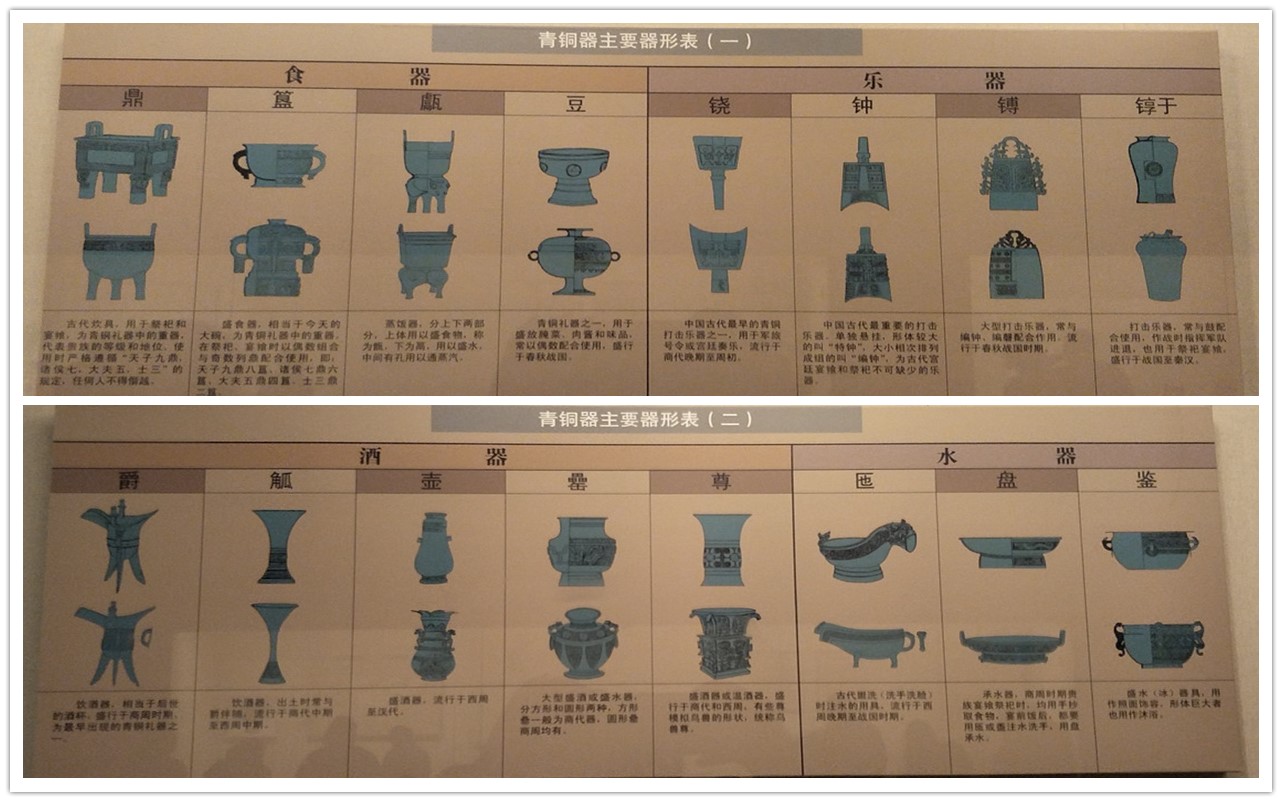 青铜器主要器形表（一）
食器
乐器
鼎
簋
甗
豆
铙
钟
镈
錞于
古代炊具，用于祭祀和
宴飨，为青铜礼器中的重器，
代表贵族的等级和地位，使
用时严格遵循“天子九鼎，
诸侯七，大夫五，士三”的
规定，任何人不得僭越。
盛食器，相当于今天的
大碗，为青铜礼器中的重器，
在祭祀、宴飨时以偶数组合
与奇数列鼎配合使用，即：
天子九鼎八簋，诸侯七鼎六
簋，大夫五鼎四簋，士三鼎
二簋。
蒸饭器，分上下两部
分，上体用以盛食物，称
为甑，下为鬲，用以盛水，
中间有孔用以通蒸汽。
青铜礼器之一，用于
盛放腌菜、肉酱和味品，
常以偶数配合使用，盛行
于春秋战国。
中国古代最早的青铜
打击乐器之一，用于军旅
号令或宫廷奏乐，流行于
商代晚期至周初。
中国古代最重要的打击
乐器，单独悬挂，形体较大
的叫“特钟”，大小相次排列
成组的叫“编钟”，为古代宫
廷宴飨和祭祀不可缺少的乐
器。
大型打击乐器，常与
编钟、编磬配合作用，流
行于春秋战国时期。
打击乐器，常与鼓配
合使用，作战时指挥军队
进退，也用于祭祀宴飨，
盛行于战国至秦汉。
青铜器主要器形表（二）
酒器
水器
爵
觚
壶
罍
尊
匜
盘
鉴
饮酒器，相当于后世
的酒杯，盛行于商周时期，
为最早出现的青铜礼器之
一。
饮酒器，出土时常与
爵伴随，流行于商代中期
至西周中期。
盛酒器，流行于西周
至汉代。
大型盛酒或盛水器，
分方形和圆形两种，方形
罍一般为商代器，圆形罍
商周均有。
盛酒器或温酒器，盛
行于商代和西周，有些尊
模拟鸟兽的形状，统称鸟
兽尊。
古代盥洗（洗手洗脸）
时注水的用具，流行于西
周晚期至战国时期。
承水器，商周时期贵
族宴飨祭祀时，均用手抄
取食物，宴前饭后，都要
用匜或盉注水洗手，用盘
承水。
盛水（冰）器具，用
作照面饰容，形体巨大者
也用作沐浴。